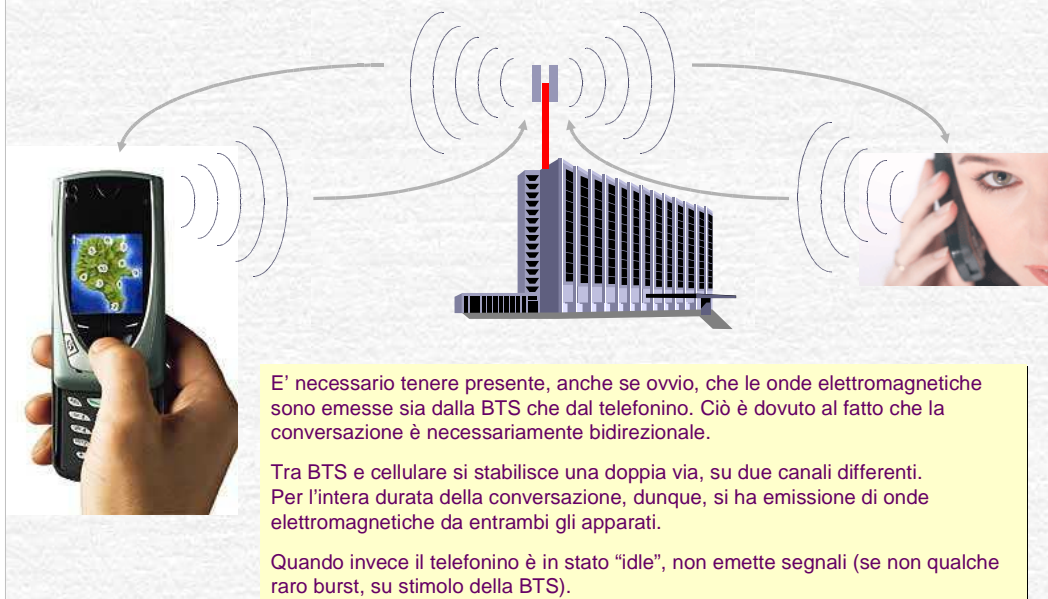 E' necessario tenere presente, anche se ovvio, che le onde elettromagnetiche
sono emesse sia dalla BTS che dal telefonino. Ciò è dovuto al fatto che la
conversazione è necessariamente bidirezionale.
Tra BTS e cellulare si stabilisce una doppia via, su due canali differenti.
Per l'intera durata della conversazione, dunque, si ha emissione di onde
elettromagnetiche da entrambi gli apparati.
Quando invece il telefonino è in stato “idle”, non emette segnali (se non qualche
raro burst, su stimolo della BTS).